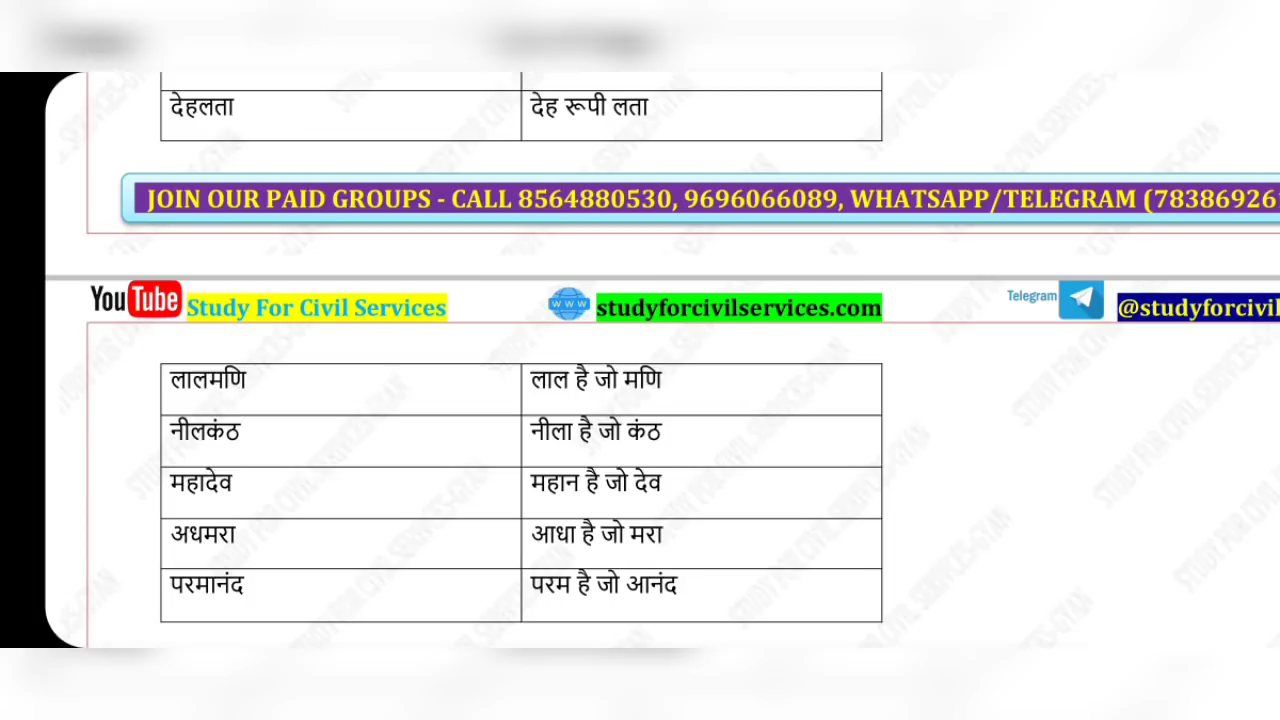 देहलता देह रूपी लता
JOIN OUR PAID GROUPS - CALL 8564880530, 9696066089, WHATSAPP/TELEGRAM (78386926
YouTube Study For Civil Services www studyforcivilservices.com Telegram @studyforcivil
लालमणि लाल है जो मणि
नीलकंठ नीला है जो कंठ
महादेव महान है जो देव
अधमरा आधा है जो मरा
परमानंद परम है जो आनंद